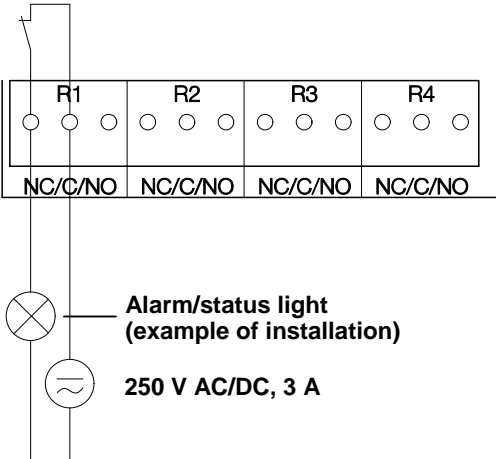 R1 R2 R3 R4
NC/C/NO NC/C/NO NC/C/NO NC/C/NO
Alarm/status light
(example of installation)
250 V AC/DC, 3 A